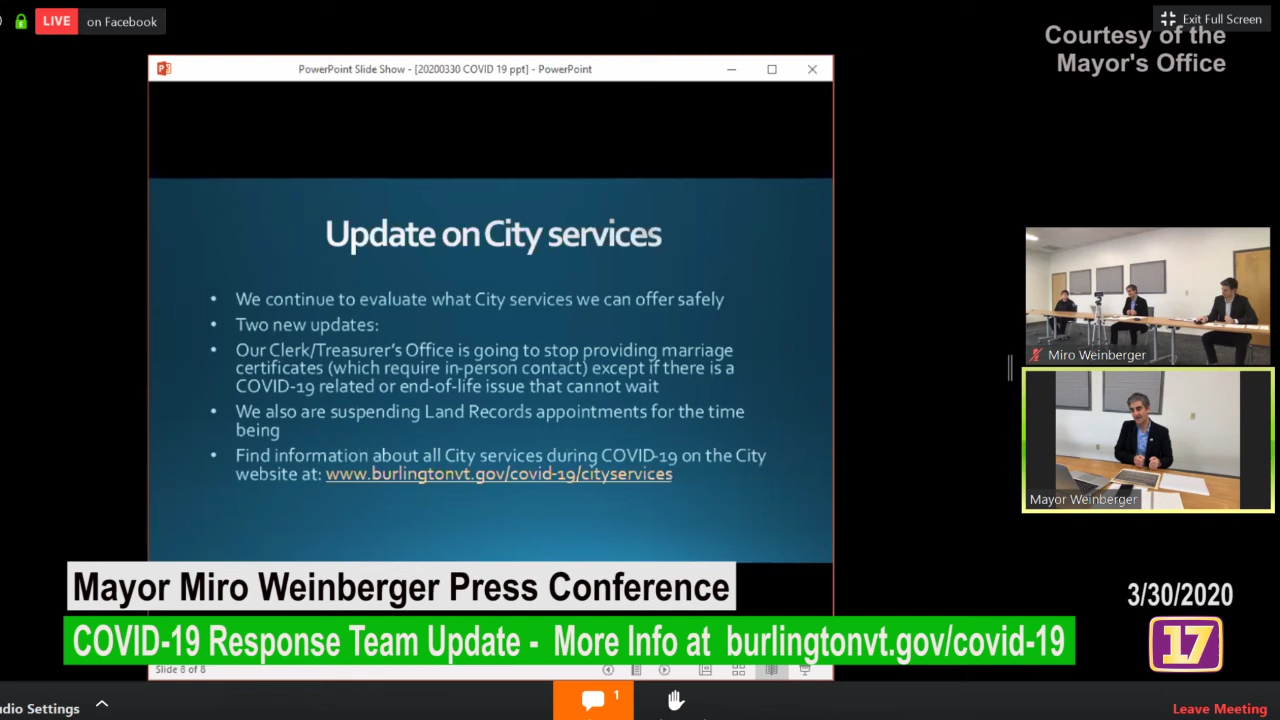 LIVE on Facebook
Exit Full Screen
Courtesy of the
Mayor's Office
PowerPoint Slide Show - [20200330 COVID 19 ppt] - PowerPoint
Update on City services
• We continue to evaluate what City services we can offer safely
• Two new updates:
• Our Clerk/Treasurer's Office is going to stop providing marriage
certificates (which require in-person contact) except if there is a
COVID-19 related or end-of-life issue that cannot wait
• We also are suspending Land Records appointments for the time
being
• Find information about all City services during COVID-19 on the City
website at: www.burlingtonvt.gov/covid-19/cityservices
Miro Weinberger
Mayor Weinberger
Mayor Miro Weinberger Press Conference
COVID-19 Response Team Update - More Info at burlingtonvt.gov/covid-19
3/30/2020
17
Slide 8 of 8
udio Settings
1
Leave Meeting